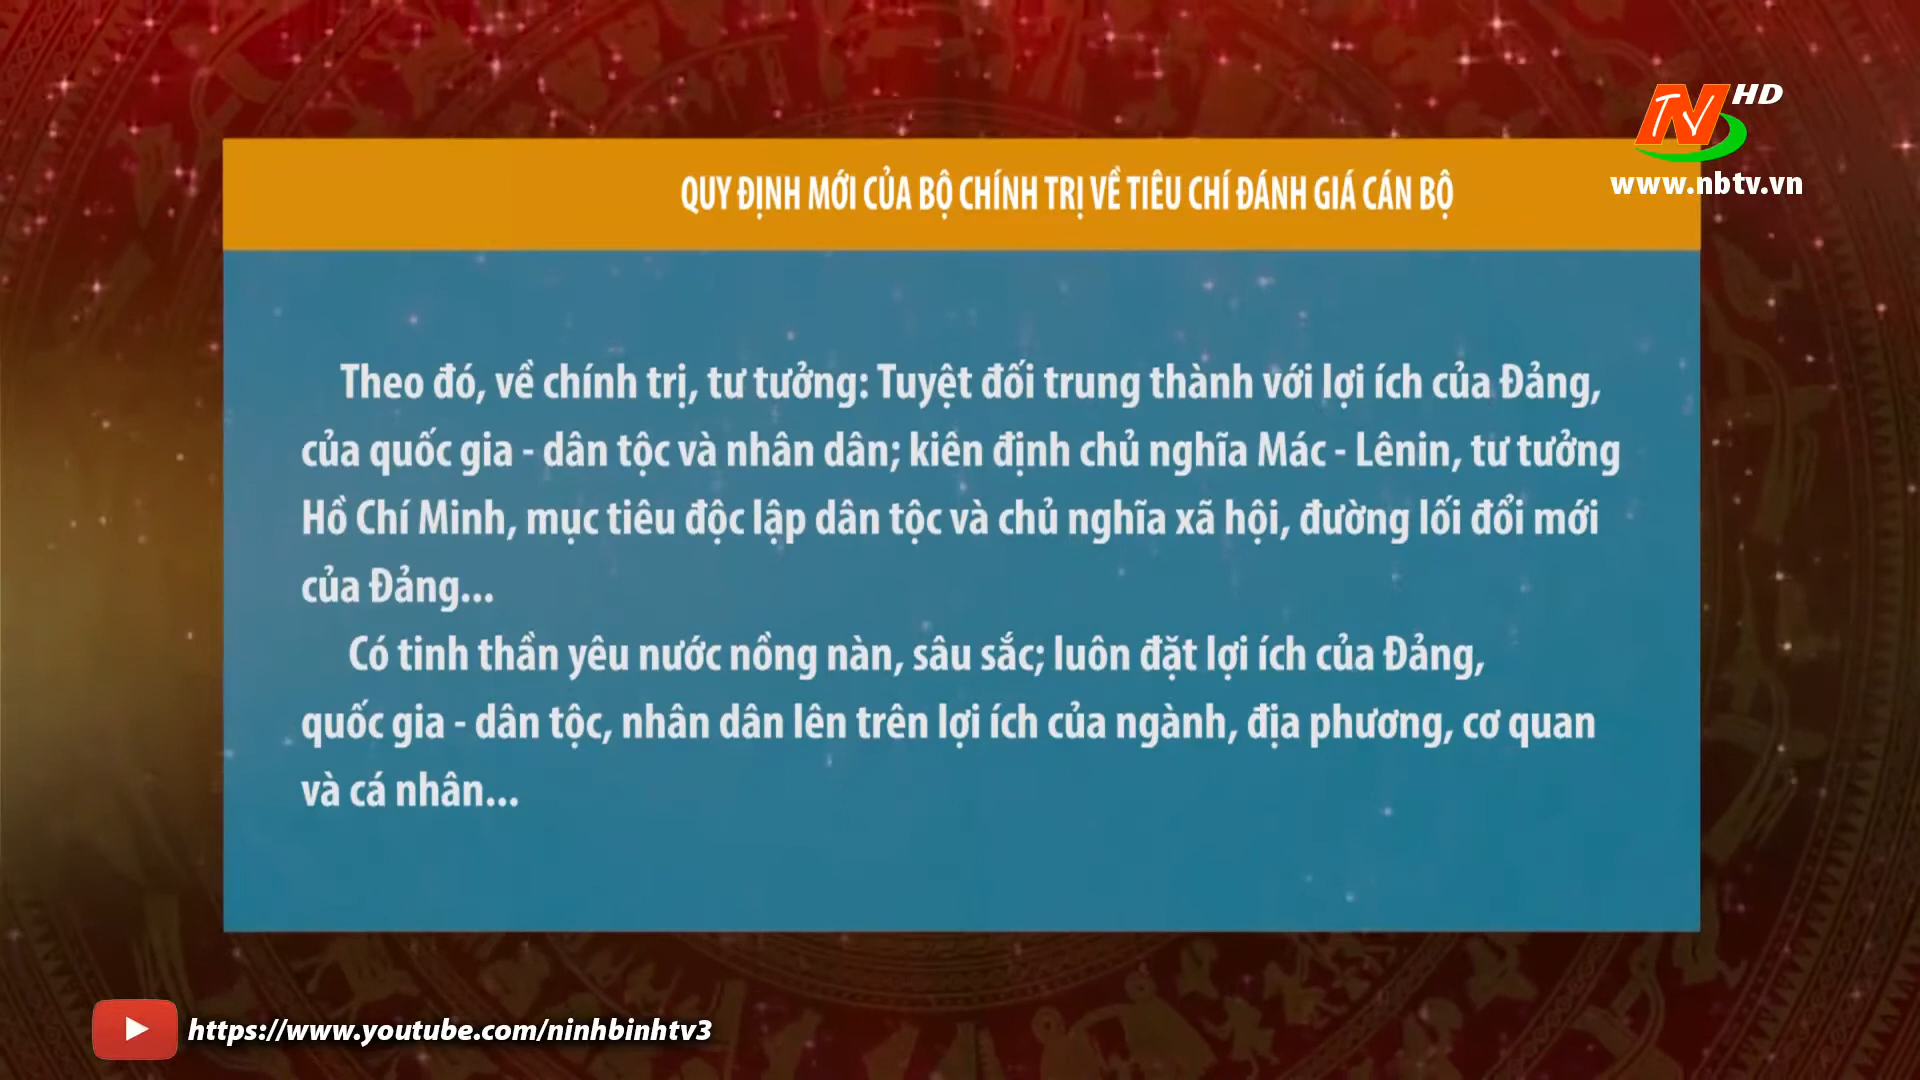 HD
www.nbtv.vn
QUY ĐỊNH MỚI CỦA BỘ CHÍNH TRỊ VỀ TIÊU CHÍ ĐÁNH GIÁ CÁN BỘ
Theo đó, về chính trị, tư tưởng: Tuyệt đối trung thành với lợi ích của Đảng,
của quốc gia - dân tộc và nhân dân; kiên định chủ nghĩa Mác - Lênin, tư tưởng
Hồ Chí Minh, mục tiêu độc lập dân tộc và chủ nghĩa xã hội, đường lối đổi mới
của Đảng...
Có tinh thần yêu nước nồng nàn, sâu sắc; luôn đặt lợi ích của Đảng,
quốc gia - dân tộc, nhân dân lên trên lợi ích của ngành, địa phương, cơ quan
và cá nhân...
https://www.youtube.com/ninhbinhtv3